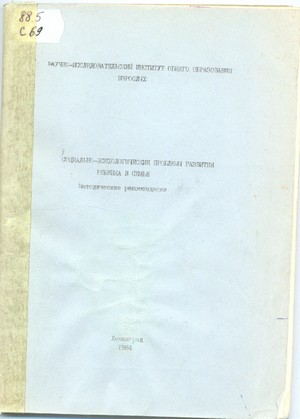 88.5
С 69
НАУЧНО-ИССЛЕДОВАТЕЛЬСКИЙ ИНСТИТУТ ОБЩЕГО ОБРАЗОВАНИЯ
ВЗРОСЛЫХ
СОЦИАЛЬНО-ПСИХОЛОГИЧЕСКИЕ ПРОБЛЕМЫ РАЗВИТИЯ
РЕБЕНКА В СЕМЬЕ
Методические рекомендации
Ленинград
1984